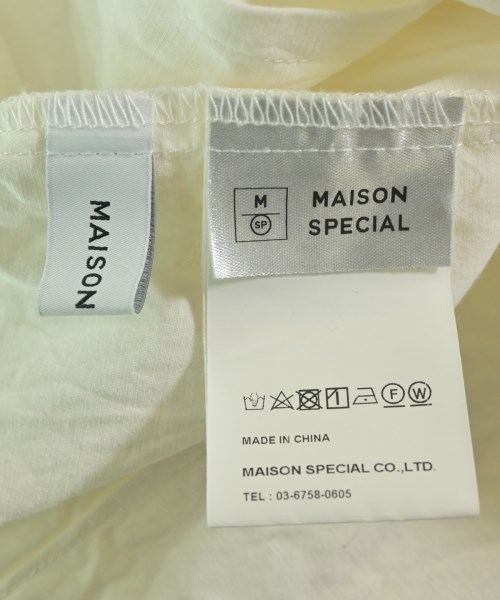 MAISON
M
SP
MAISON
SPECIAL
F W
MADE IN CHINA
MAISON SPECIAL CO.,LTD.
TEL : 03-6758-0605